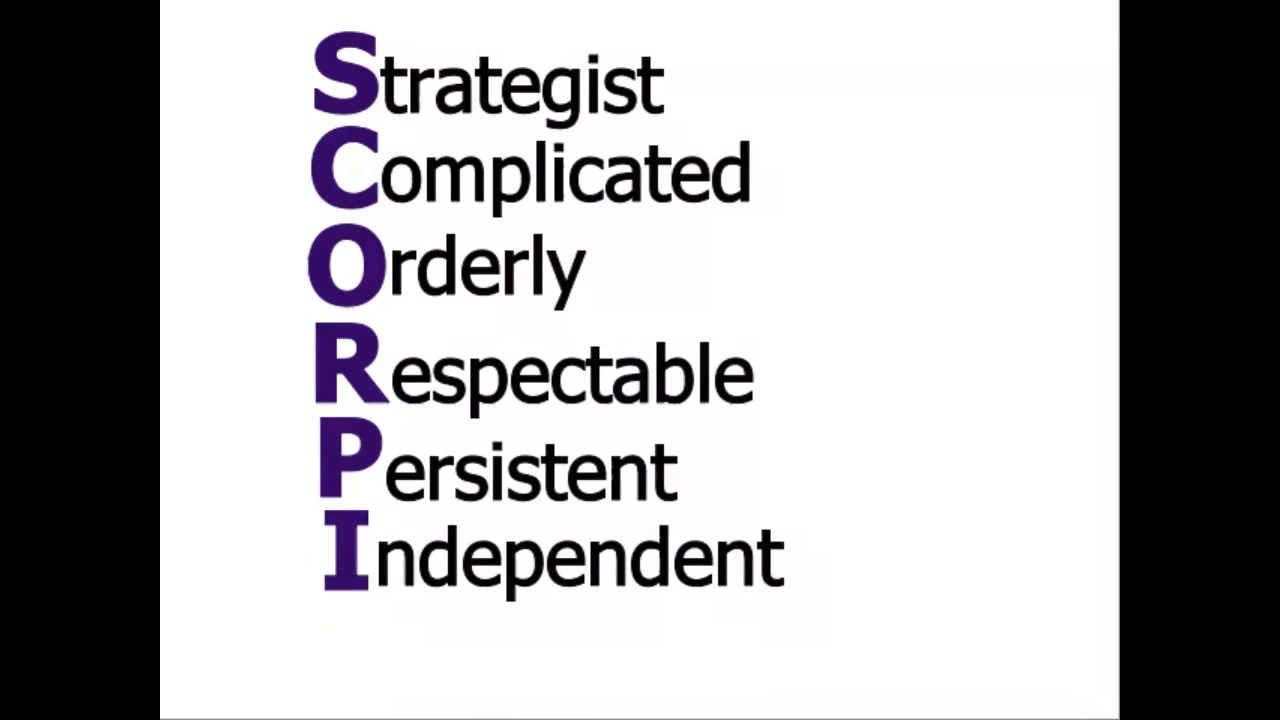 Strategist
Complicated
Orderly
Respectable
Persistent
Independent